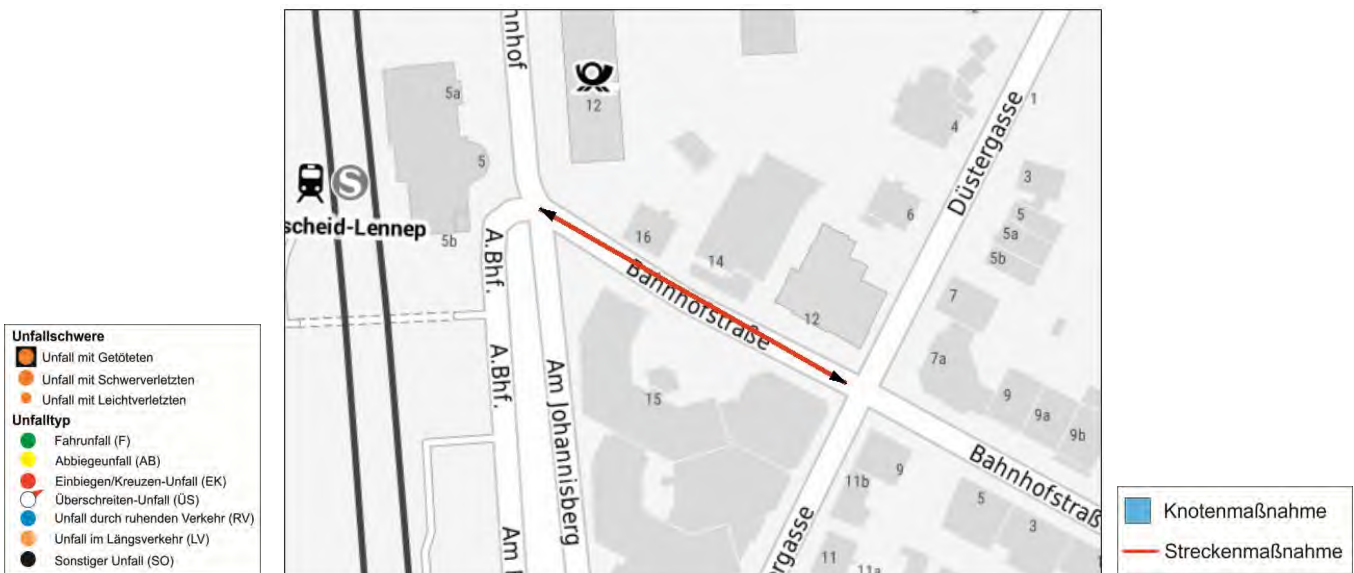 Unfallschwere
Unfall mit Getöteten
Unfall mit Schwerverletzten
Unfall mit Leichtverletzten
Unfalltyp
Fahrunfall (F)
Abbiegeunfall (AB)
Einbiegen/Kreuzen-Unfall (EK)
Überschreiten-Unfall (ÜS)
Unfall durch ruhenden Verkehr (RV)
Unfall im Längsverkehr (LV)
Sonstiger Unfall (SO)
nnhof
5a
12
5
S
scheid-Lennep
5b
A.Bhf.
A.Bhf.
Am Johannisberg
Am
16
14
12
Bahnhofstraße
15
Düstergasse
1
4
3
6
5
5a
5b
7
7a
9
9a
9b
Bahnhofstraß
9
11b
5
3
11
11a
ergasse
Knotenmaßnahme
Streckenmaßnahme